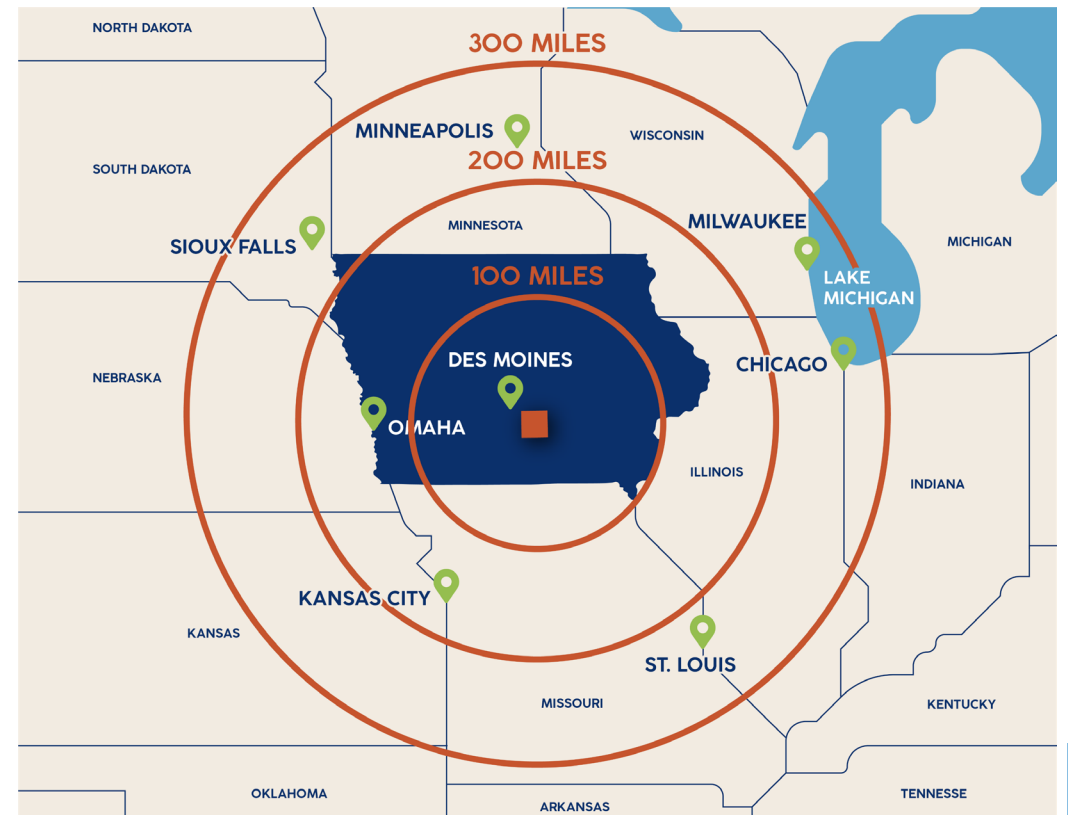 NORTH DAKOTA
300 MILES
MINNEAPOLIS
WISCONSIN
200 MILES
SOUTH DAKOTA
MINNESOTA
MILWAUKEE
SIOUX FALLS
MICHIGAN
100 MILES
LAKE
MICHIGAN
DES MOINES
CHICAGO
NEBRASKA
OMAHA
ILLINOIS
INDIANA
KANSAS CITY
KANSAS
ST. LOUIS
MISSOURI
KENTUCKY
OKLAHOMA
TENNESSE
ARKANSAS